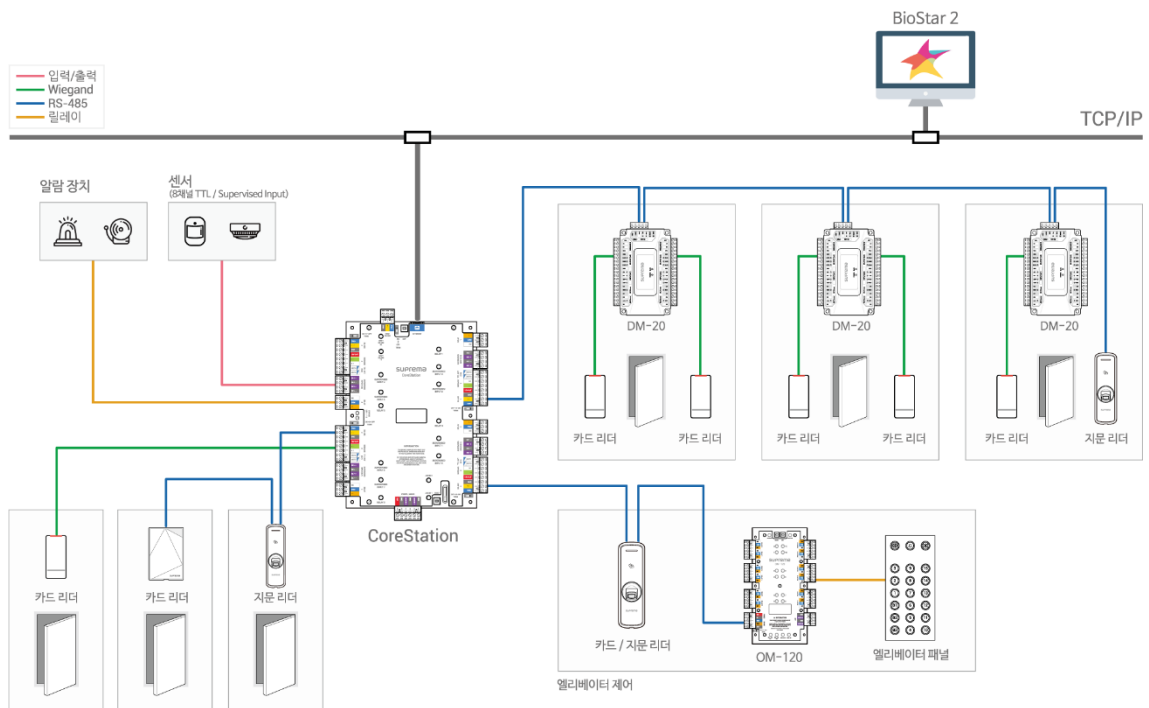 BioStar 2
입력/출력
Wiegand
RS-485
릴레이
TCP/IP
알람 장치
센서
(8채널 TTL / Supervised Input)
DM-20
DM-20
DM-20
카드 리더
카드 리더
카드 리더
카드 리더
카드 리더
지문 리더
suprema
CoreStation
CoreStation
카드 리더
카드 리더
지문 리더
카드 / 지문 리더
OM-120
엘리베이터 패널
엘리베이터 제어